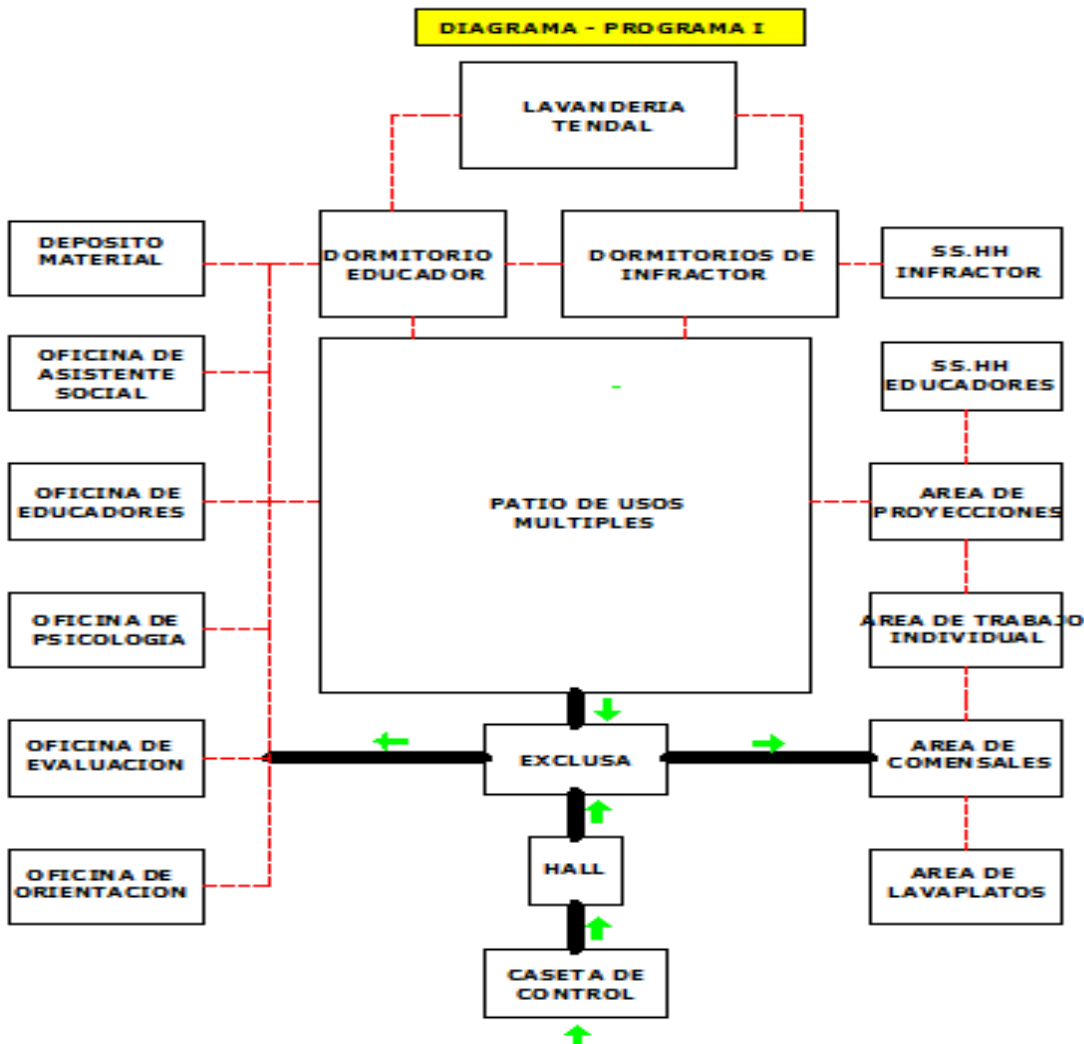 DIAGRAMA - PROGRAMA I
LAVANDERIA
TENDAL
DEPOSITO
MATERIAL
DORMITORIO
EDUCADOR
DORMITORIOS DE
INFRACTOR
SS.HH
INFRACTOR
OFICINA DE
ASISTENTE
SOCIAL
SS.HH
EDUCADORES
OFICINA DE
EDUCADORES
PATIO DE USOS
MULTIPLES
AREA DE
PROYECCIONES
OFICINA DE
PSICOLOGIA
AREA DE TRABAJO
INDIVIDUAL
OFICINA DE
EVALUACION
EXCLUSA
AREA DE
COMENSALES
OFICINA DE
ORIENTACION
HALL
AREA DE
LAVAPLATOS
CASETA DE
CONTROL